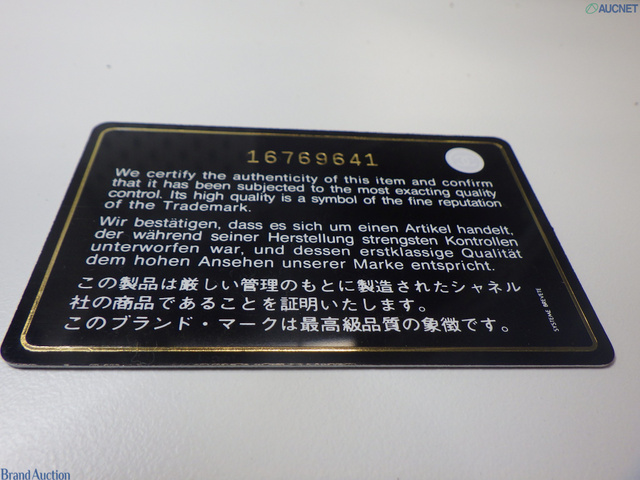 AUCNET
16769641
We certify the authenticity of this item and confirm
that it has been subjected to the most exacting quality
control. Its high quality is a symbol of the fine reputation
of the Trademark.
Wir bestätigen, dass es sich um einen Artikel handelt,
der während seiner Herstellung strengsten Kontrollen
unterworfen war, und dessen erstklassige Qualität
dem hohen Ansehen unserer Marke entspricht.
この製品は厳しい管理のもとに製造されたシャネル
社の商品であることを証明いたします。
このブランド・マークは最高級品質の象徴です。
SYSTEME BREVETE
Brand Auction